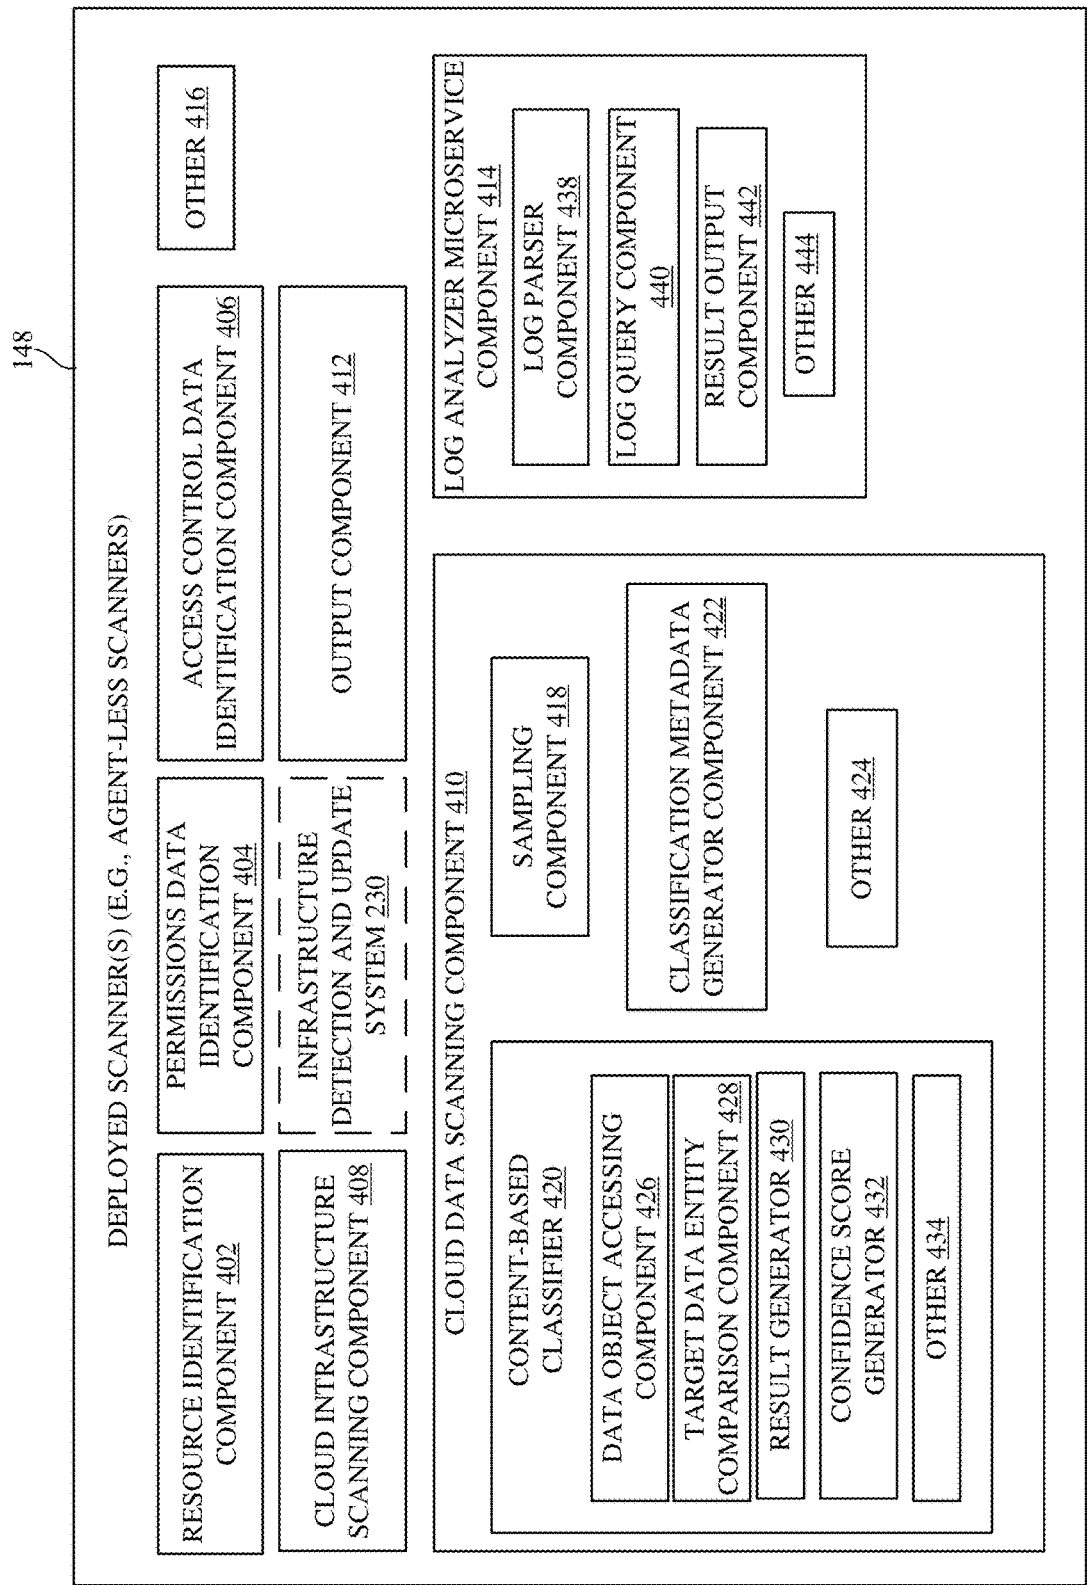 148
DEPLOYED SCANNER(S) (E.G., AGENT-LESS SCANNERS)
RESOURCE IDENTIFICATION
COMPONENT 402
PERMISSIONS DATA
IDENTIFICATION
COMPONENT 404
ACCESS CONTROL DATA
IDENTIFICATION COMPONENT 406
OTHER 416
CLOUD INTRASTRUCTURE
SCANNING COMPONENT 408
INFRASTRUCTURE
DETECTION AND UPDATE
SYSTEM 230
OUTPUT COMPONENT 412
CLOUD DATA SCANNING COMPONENT 410
CONTENT-BASED
CLASSIFIER 420
DATA OBJECT ACCESSING
COMPONENT 426
TARGET DATA ENTITY
COMPARISON COMPONENT 428
RESULT GENERATOR 430
CONFIDENCE SCORE
GENERATOR 432
OTHER 434
SAMPLING
COMPONENT 418
CLASSIFICATION METADATA
GENERATOR COMPONENT 422
OTHER 424
LOG ANALYZER MICROSERVICE
COMPONENT 414
LOG PARSER
COMPONENT 438
LOG QUERY COMPONENT
440
RESULT OUTPUT
COMPONENT 442
OTHER 444